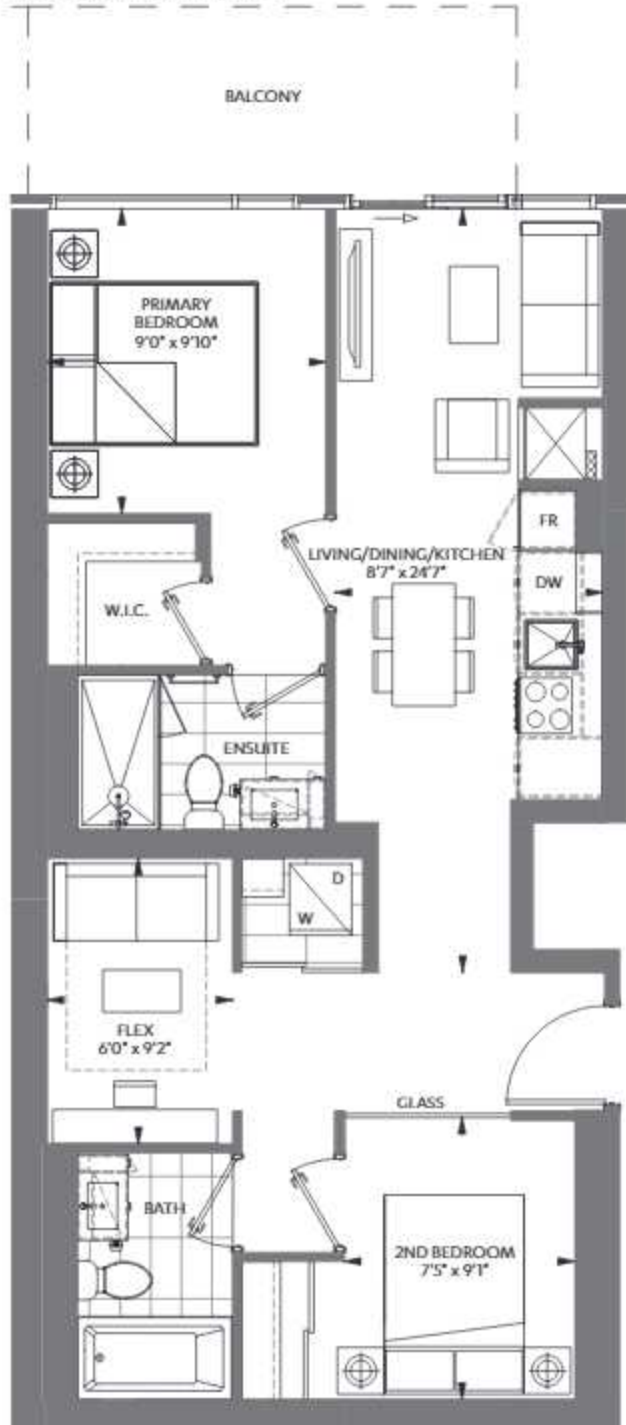 BALCONY
PRIMARY
BEDROOM
9'0" x 9'10"
FR
LIVING/DINING/KITCHEN
8'7" x 24'7"
DW
W.I.C.
ENSUITE
D
W
FLEX
6'0" x 9'2"
GLASS
BATH
2ND BEDROOM
7'5" x 9'1"